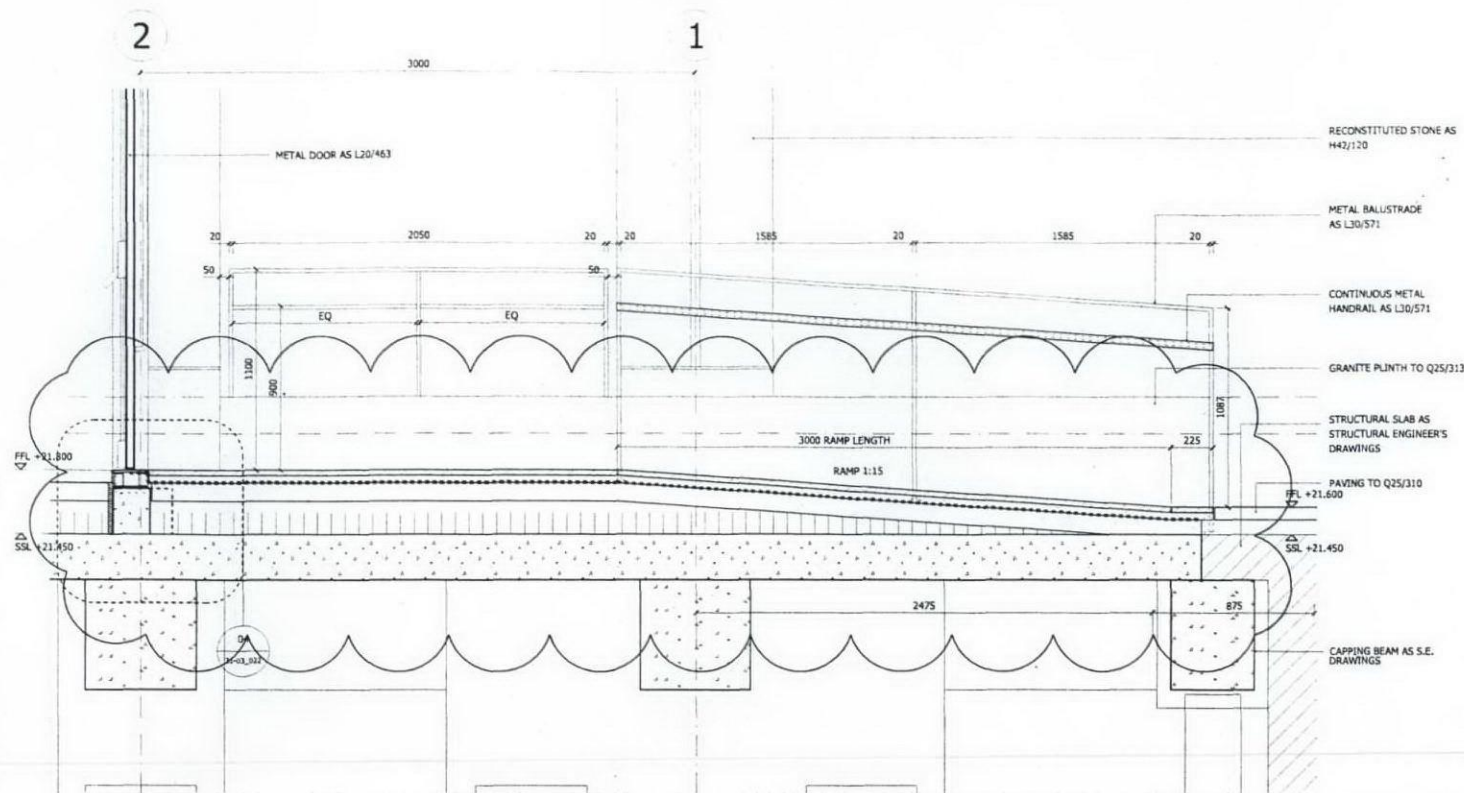 2
1
3000
METAL DOOR AS L20/463
RECONSTITUTED STONE AS
H42/120
METAL BALUSTRADE
AS L30/571
20
2050
20
20
1585
20
1585
20
50
50
CONTINUOUS METAL
HANDRAIL AS L30/571
EQ
EQ
1100
900
GRANITE PLINTH TO Q25/313
1087
STRUCTURAL SLAB AS
STRUCTURAL ENGINEER'S
DRAWINGS
3000 RAMP LENGTH
225
FFL +21.800
RAMP 1:15
PAVING TO Q25/310
FFL +21.600
SSL +21.450
SSL +21.450
2475
875
CAPPING BEAM AS S.E.
DRAWINGS